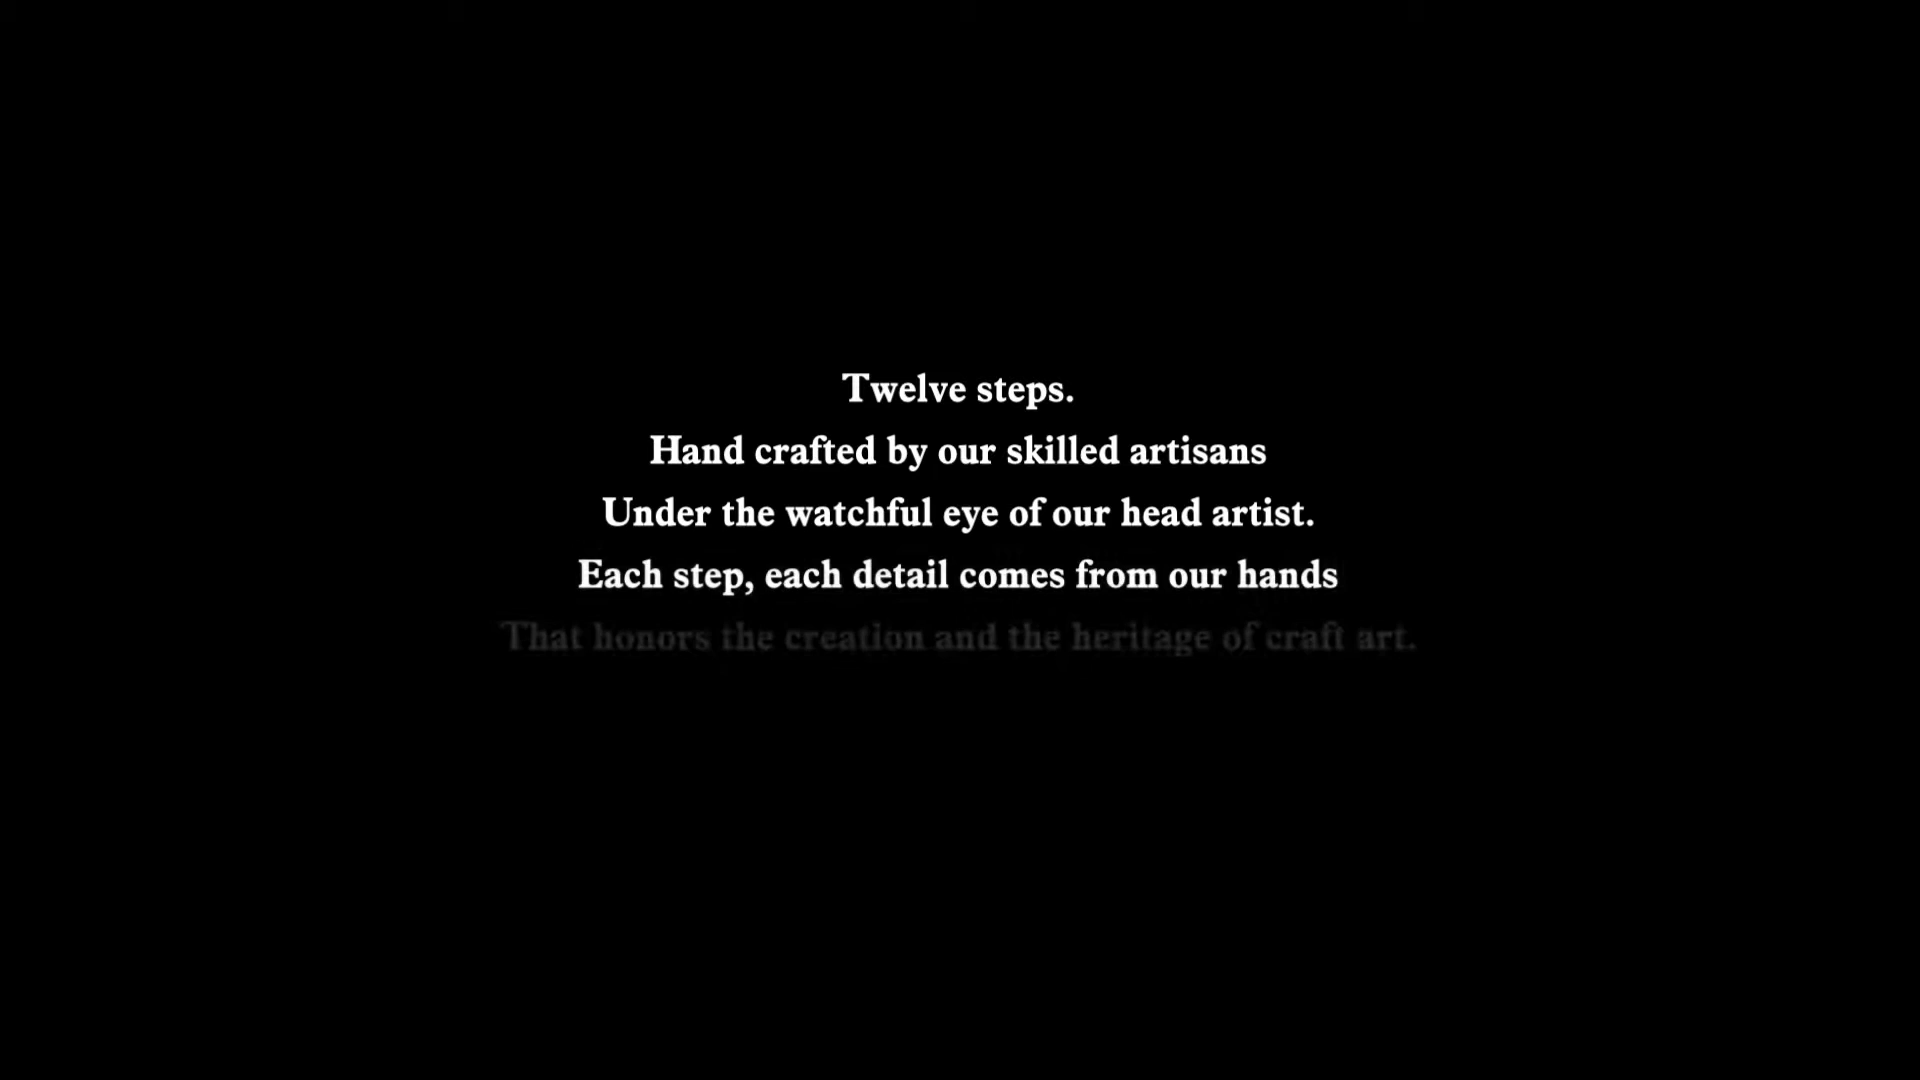 Twelve steps.
Hand crafted by our skilled artisans
Under the watchful eye of our head artist.
Each step, each detail comes from our hands
That honors the creation and the heritage of craft art.